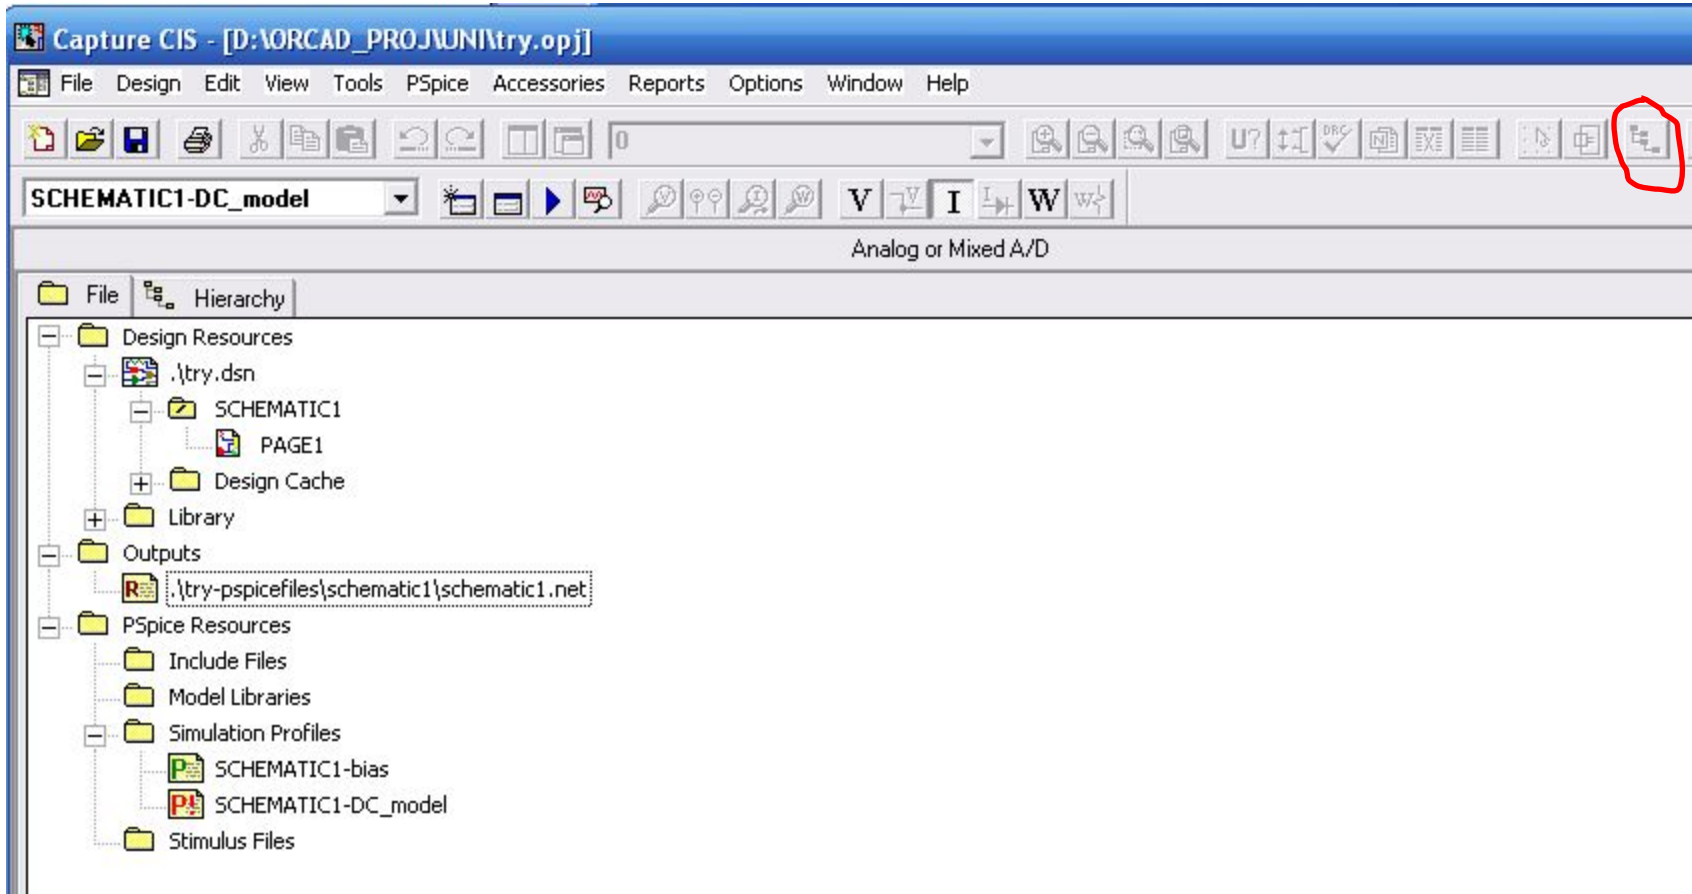 Capture CIS - [D:\ORCAD_PROJ\UNI\try.opj]
File Design Edit View Tools PSpice Accessories Reports Options Window Help
0 U? DRC N
SCHEMATIC1-DC_model V V I I W W
Analog or Mixed A/D
File Hierarchy
Design Resources
.\try.dsn
SCHEMATIC1
PAGE1
Design Cache
Library
Outputs
.\try-pspicefiles\schematic1\schematic1.net
PSpice Resources
Include Files
Model Libraries
Simulation Profiles
SCHEMATIC1-bias
SCHEMATIC1-DC_model
Stimulus Files